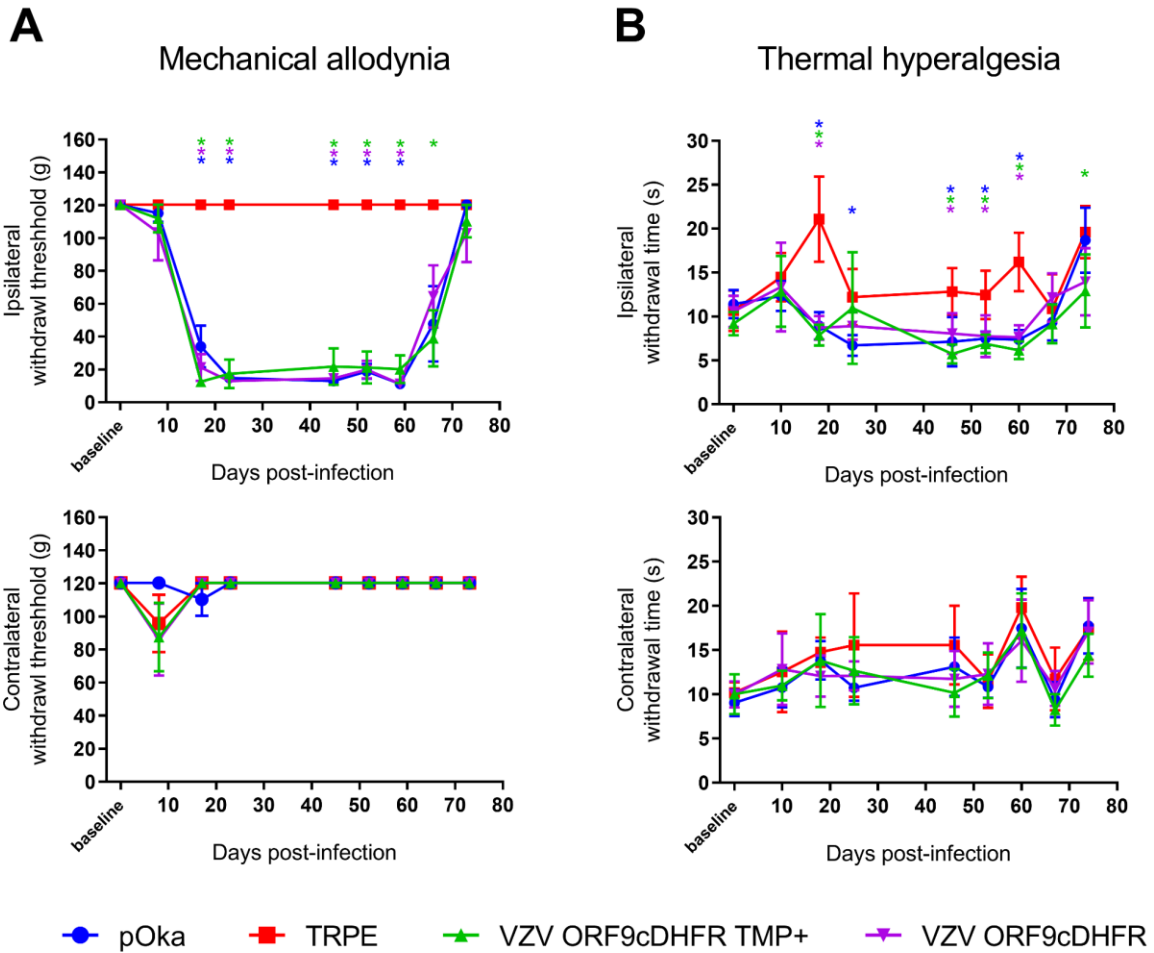 A
B
Mechanical allodynia
Thermal hyperalgesia
Ipsilateral
withdrawl threshhold (g)
160
140
120
100
80
60
40
20
0
* * * * * *
* * * * *
* * * * *
baseline 10 20 30 40 50 60 70 80
Days post-infection
Ipsilateral
withdrawal time (s)
30
25
20
15
10
5
0
* * * * * *
* * * *
* * * *
baseline 10 20 30 40 50 60 70 80
Days post-infection
Contralateral
withdrawl threshhold (g)
160
140
120
100
80
60
40
20
0
baseline 10 20 30 40 50 60 70 80
Days post-infection
Contralateral
withdrawal time (s)
30
25
20
15
10
5
0
baseline 10 20 30 40 50 60 70 80
Days post-infection
pOka TRPE VZV ORF9cDHFR TMP+ VZV ORF9cDHFR